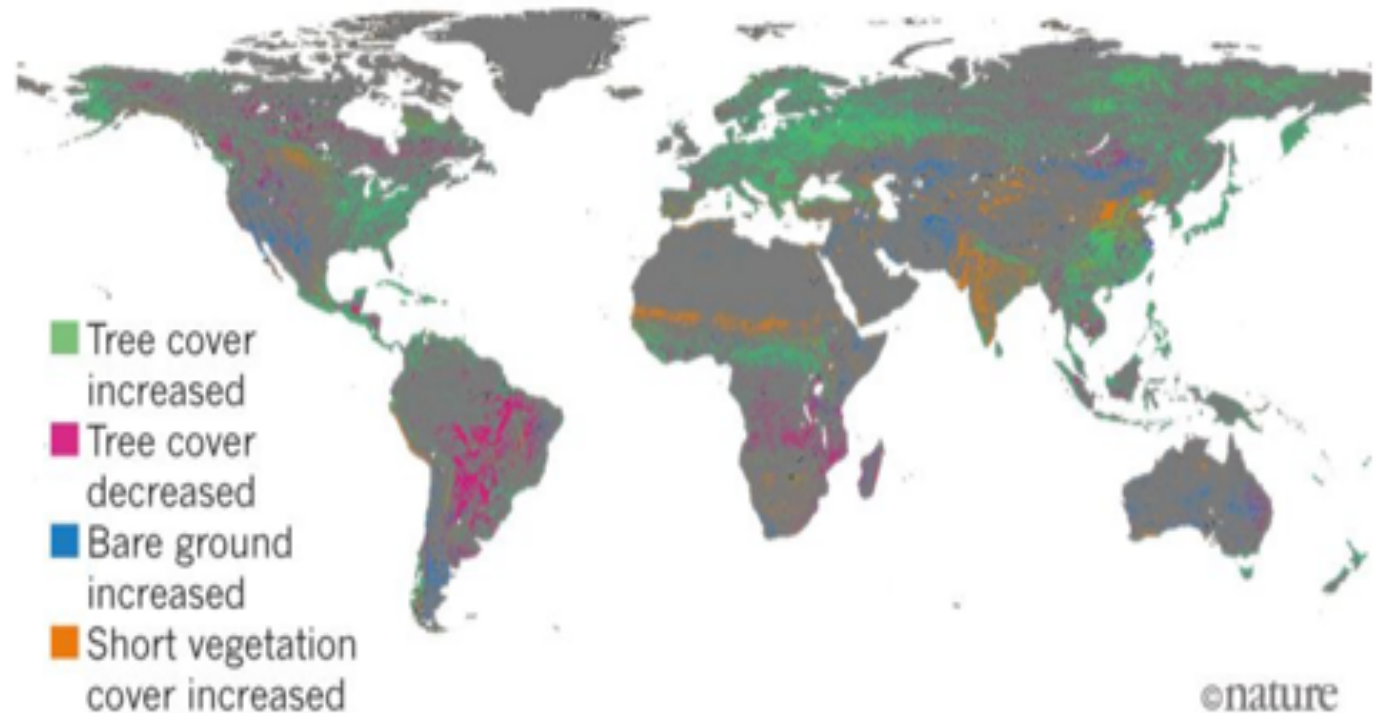 Tree cover
increased
Tree cover
decreased
Bare ground
increased
Short vegetation
cover increased
©nature